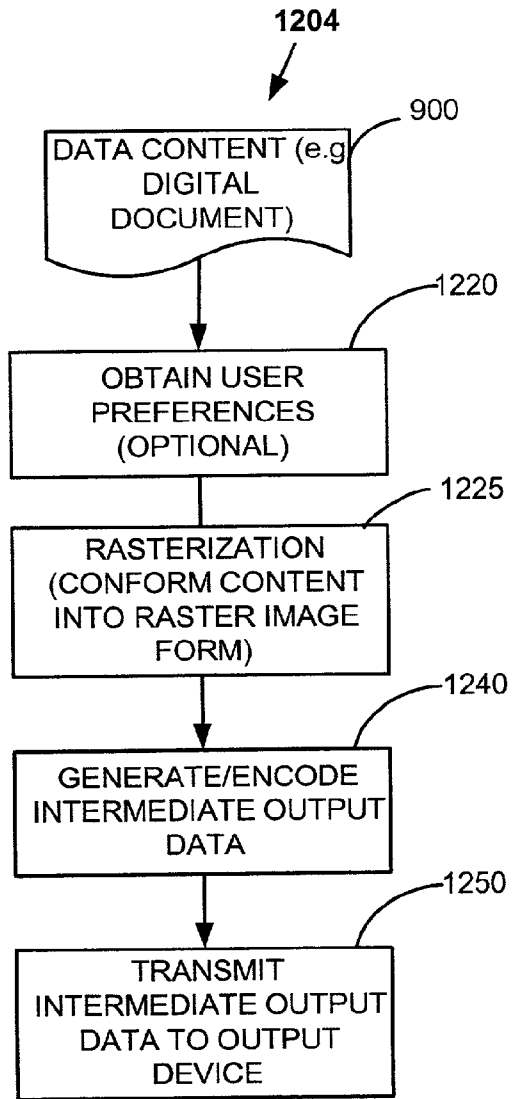 1204
900
DATA CONTENT (e.g
DIGITAL
DOCUMENT)
1220
OBTAIN USER
PREFERENCES
(OPTIONAL)
1225
RASTERIZATION
(CONFORM CONTENT
INTO RASTER IMAGE
FORM)
1240
GENERATE/ENCODE
INTERMEDIATE OUTPUT
DATA
1250
TRANSMIT
INTERMEDIATE OUTPUT
DATA TO OUTPUT
DEVICE